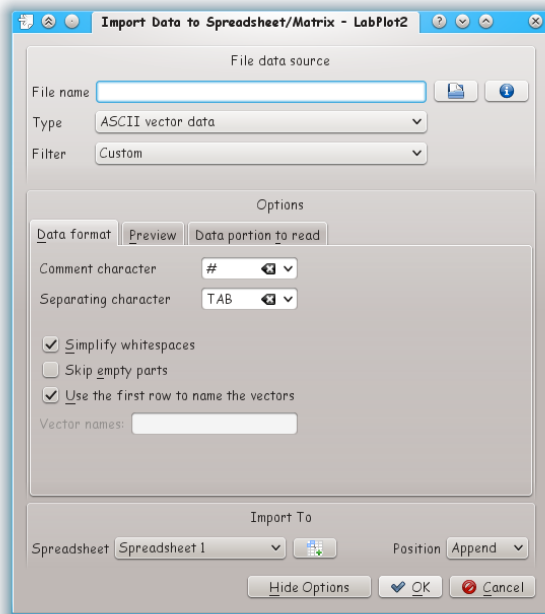 Import Data to Spreadsheet/Matrix - LabPlot2
File data source
File name
Type ASCII vector data
Filter Custom
Options
Data format Preview Data portion to read
Comment character #
Separating character TAB
Simplify whitespaces
Skip empty parts
Use the first row to name the vectors
Vector names:
Import To
Spreadsheet Spreadsheet 1 Position Append
Hide Options OK Cancel